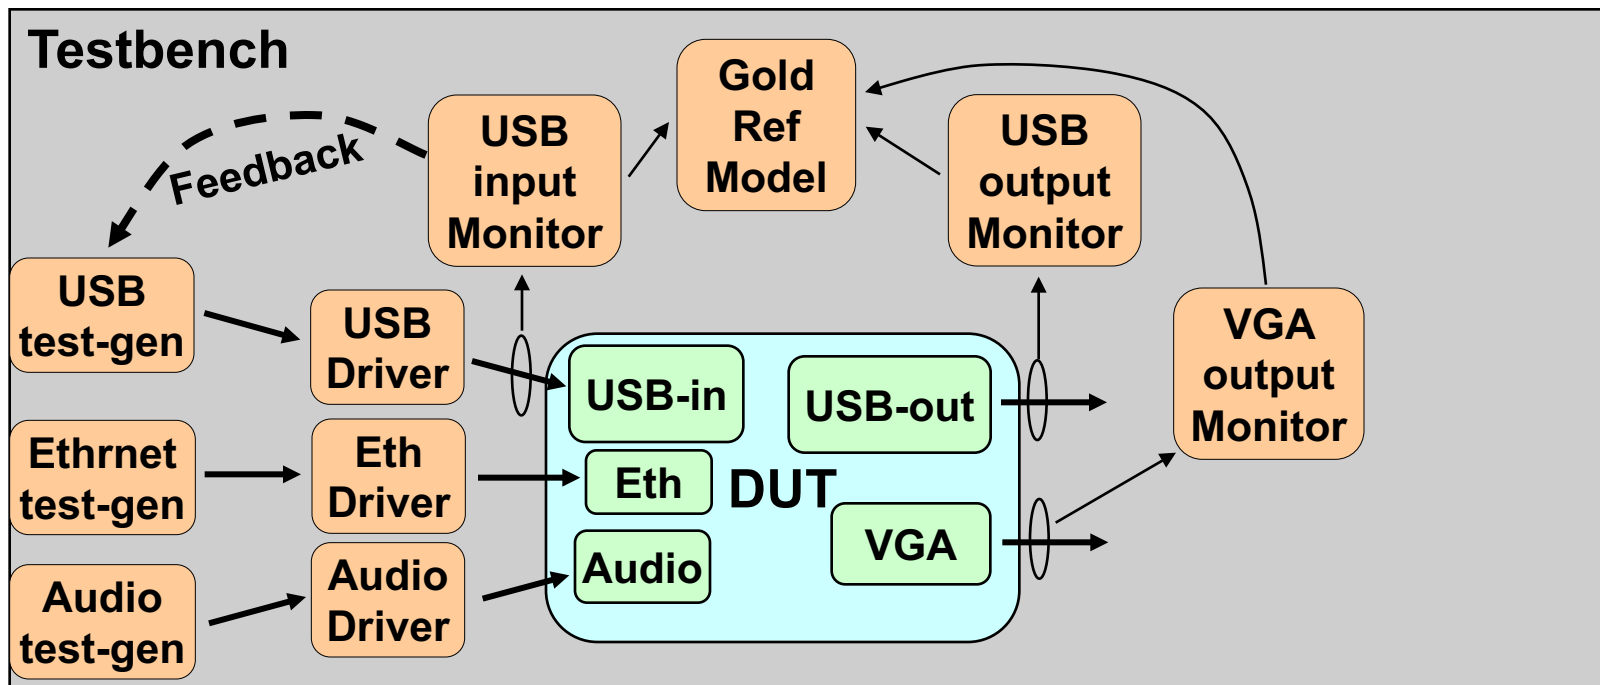 Testbench
Gold
Ref
Model
USB
input
Monitor
USB
output
Monitor
Feedback
USB
test-gen
USB
Driver
VGA
output
Monitor
USB-in
USB-out
Ethrnet
test-gen
Eth
Driver
Eth
DUT
VGA
Audio
test-gen
Audio
Driver
Audio